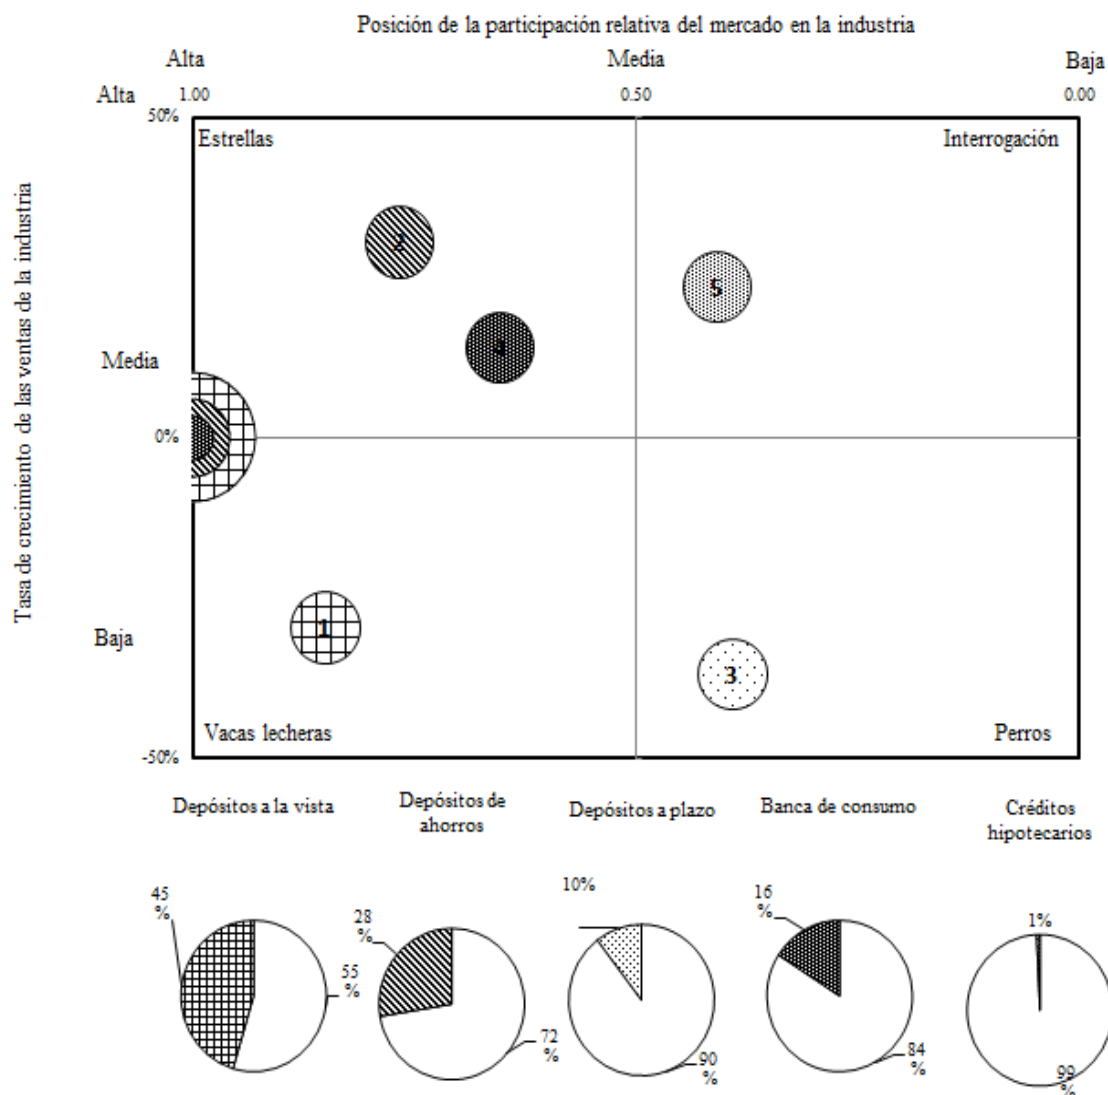 Posición de la participación relativa del mercado en la industria
Alta
Media
Baja
Alta
1.00
0.50
0.00
50%
Estrellas
Interrogación
2
5
4
Tasa de crecimiento de las ventas de la industria
Media
0%
1
3
Baja
Vacas lecheras
Perros
-50%
Depósitos a la vista
Depósitos de
ahorros
Depósitos a plazo
Banca de consumo
Créditos
hipotecarios
45
%
55
%
28
%
72
%
10%
90
%
16
%
84
%
1%
99
%